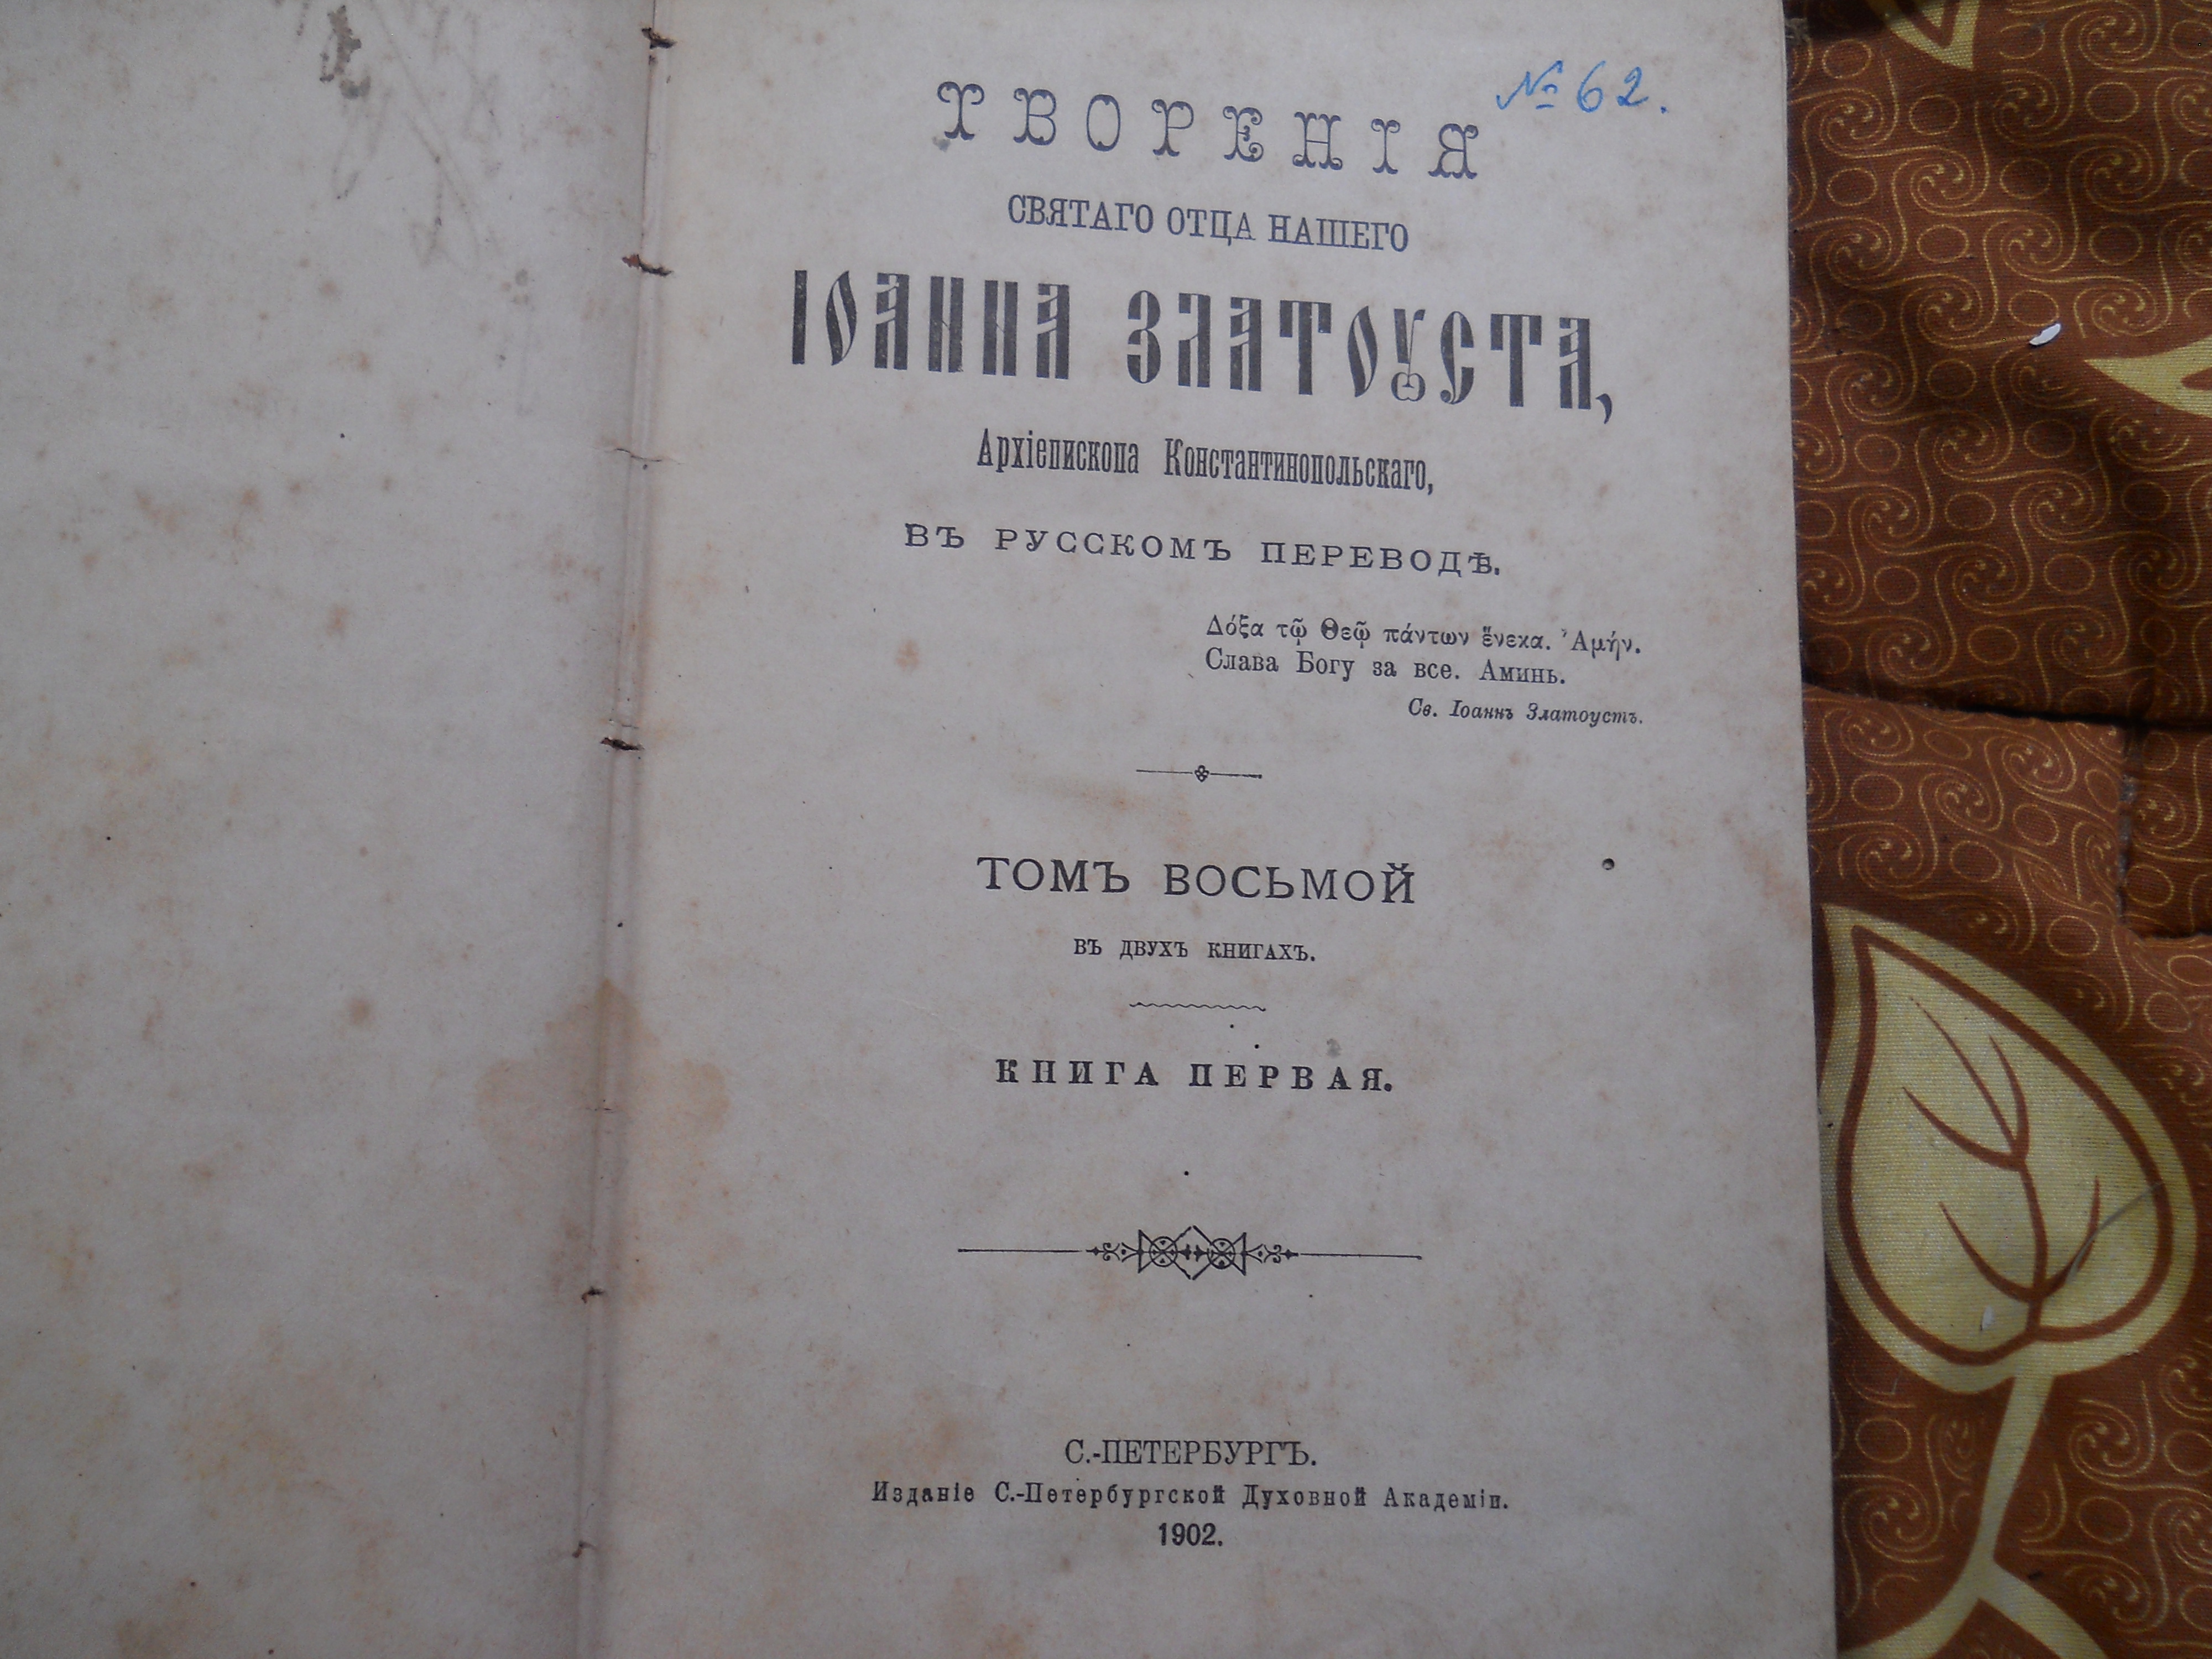 № 62.
ТВОРЕНІЯ
СВЯТАГО ОТЦА НАШЕГО
ІОАННА ЗЛАТОꙊСТА,
Архіепископа Константинопольскаго,
ВЪ РУССКОМЪ ПЕРЕВОДѢ.
Δόξα τῷ Θεῷ πάντων ἕνεκα. Ἀμήν.
Слава Богу за все. Аминь.
Св. Іоаннъ Златоустъ.
ТОМЪ ВОСЬМОЙ
ВЪ ДВУХЪ КНИГАХЪ.
КНИГА ПЕРВАЯ.
С.-ПЕТЕРБУРГЪ.
Изданіе С.-Петербургской Духовной Академіи.
1902.